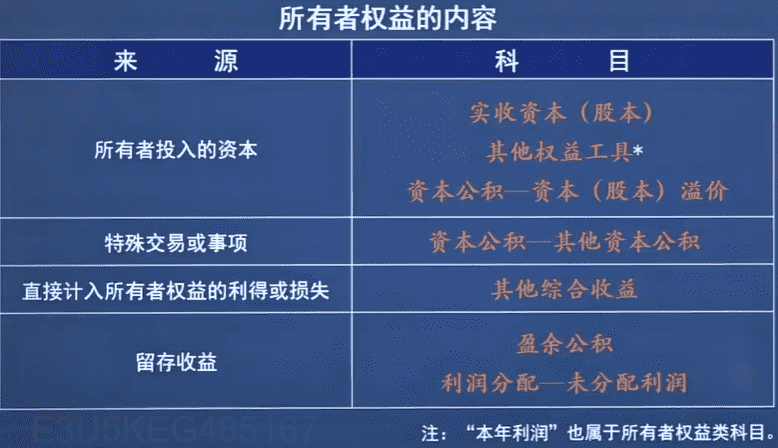 所有者权益的内容
来 源 科 目
所有者投入的资本
实收资本（股本）
其他权益工具*
资本公积—资本（股本）溢价
特殊交易或事项 资本公积—其他资本公积
直接计入所有者权益的利得或损失 其他综合收益
留存收益
盈余公积
利润分配—未分配利润
E3U5KEG485167
注：“本年利润”也属于所有者权益类科目。